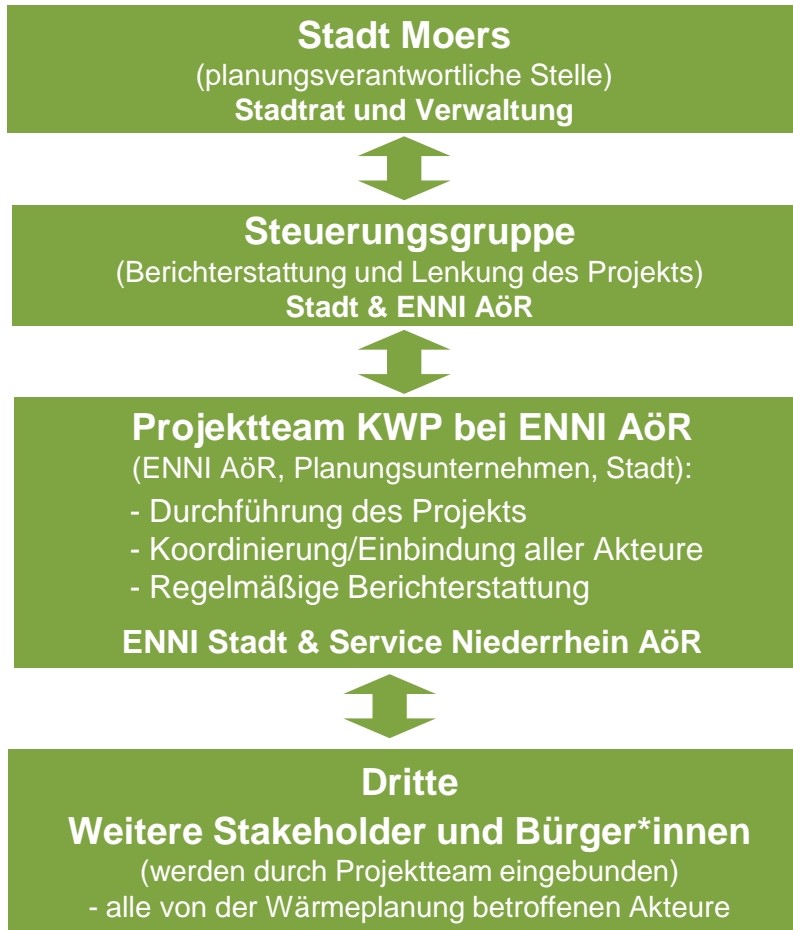 Stadt Moers
(planungsverantwortliche Stelle)
Stadtrat und Verwaltung
Steuerungsgruppe
(Berichterstattung und Lenkung des Projekts)
Stadt & ENNI AöR
Projektteam KWP bei ENNI AöR
(ENNI AöR, Planungsunternehmen, Stadt):
- Durchführung des Projekts
- Koordinierung/Einbindung aller Akteure
- Regelmäßige Berichterstattung
ENNI Stadt & Service Niederrhein AöR
Dritte
Weitere Stakeholder und Bürger*innen
(werden durch Projektteam eingebunden)
- alle von der Wärmeplanung betroffenen Akteure